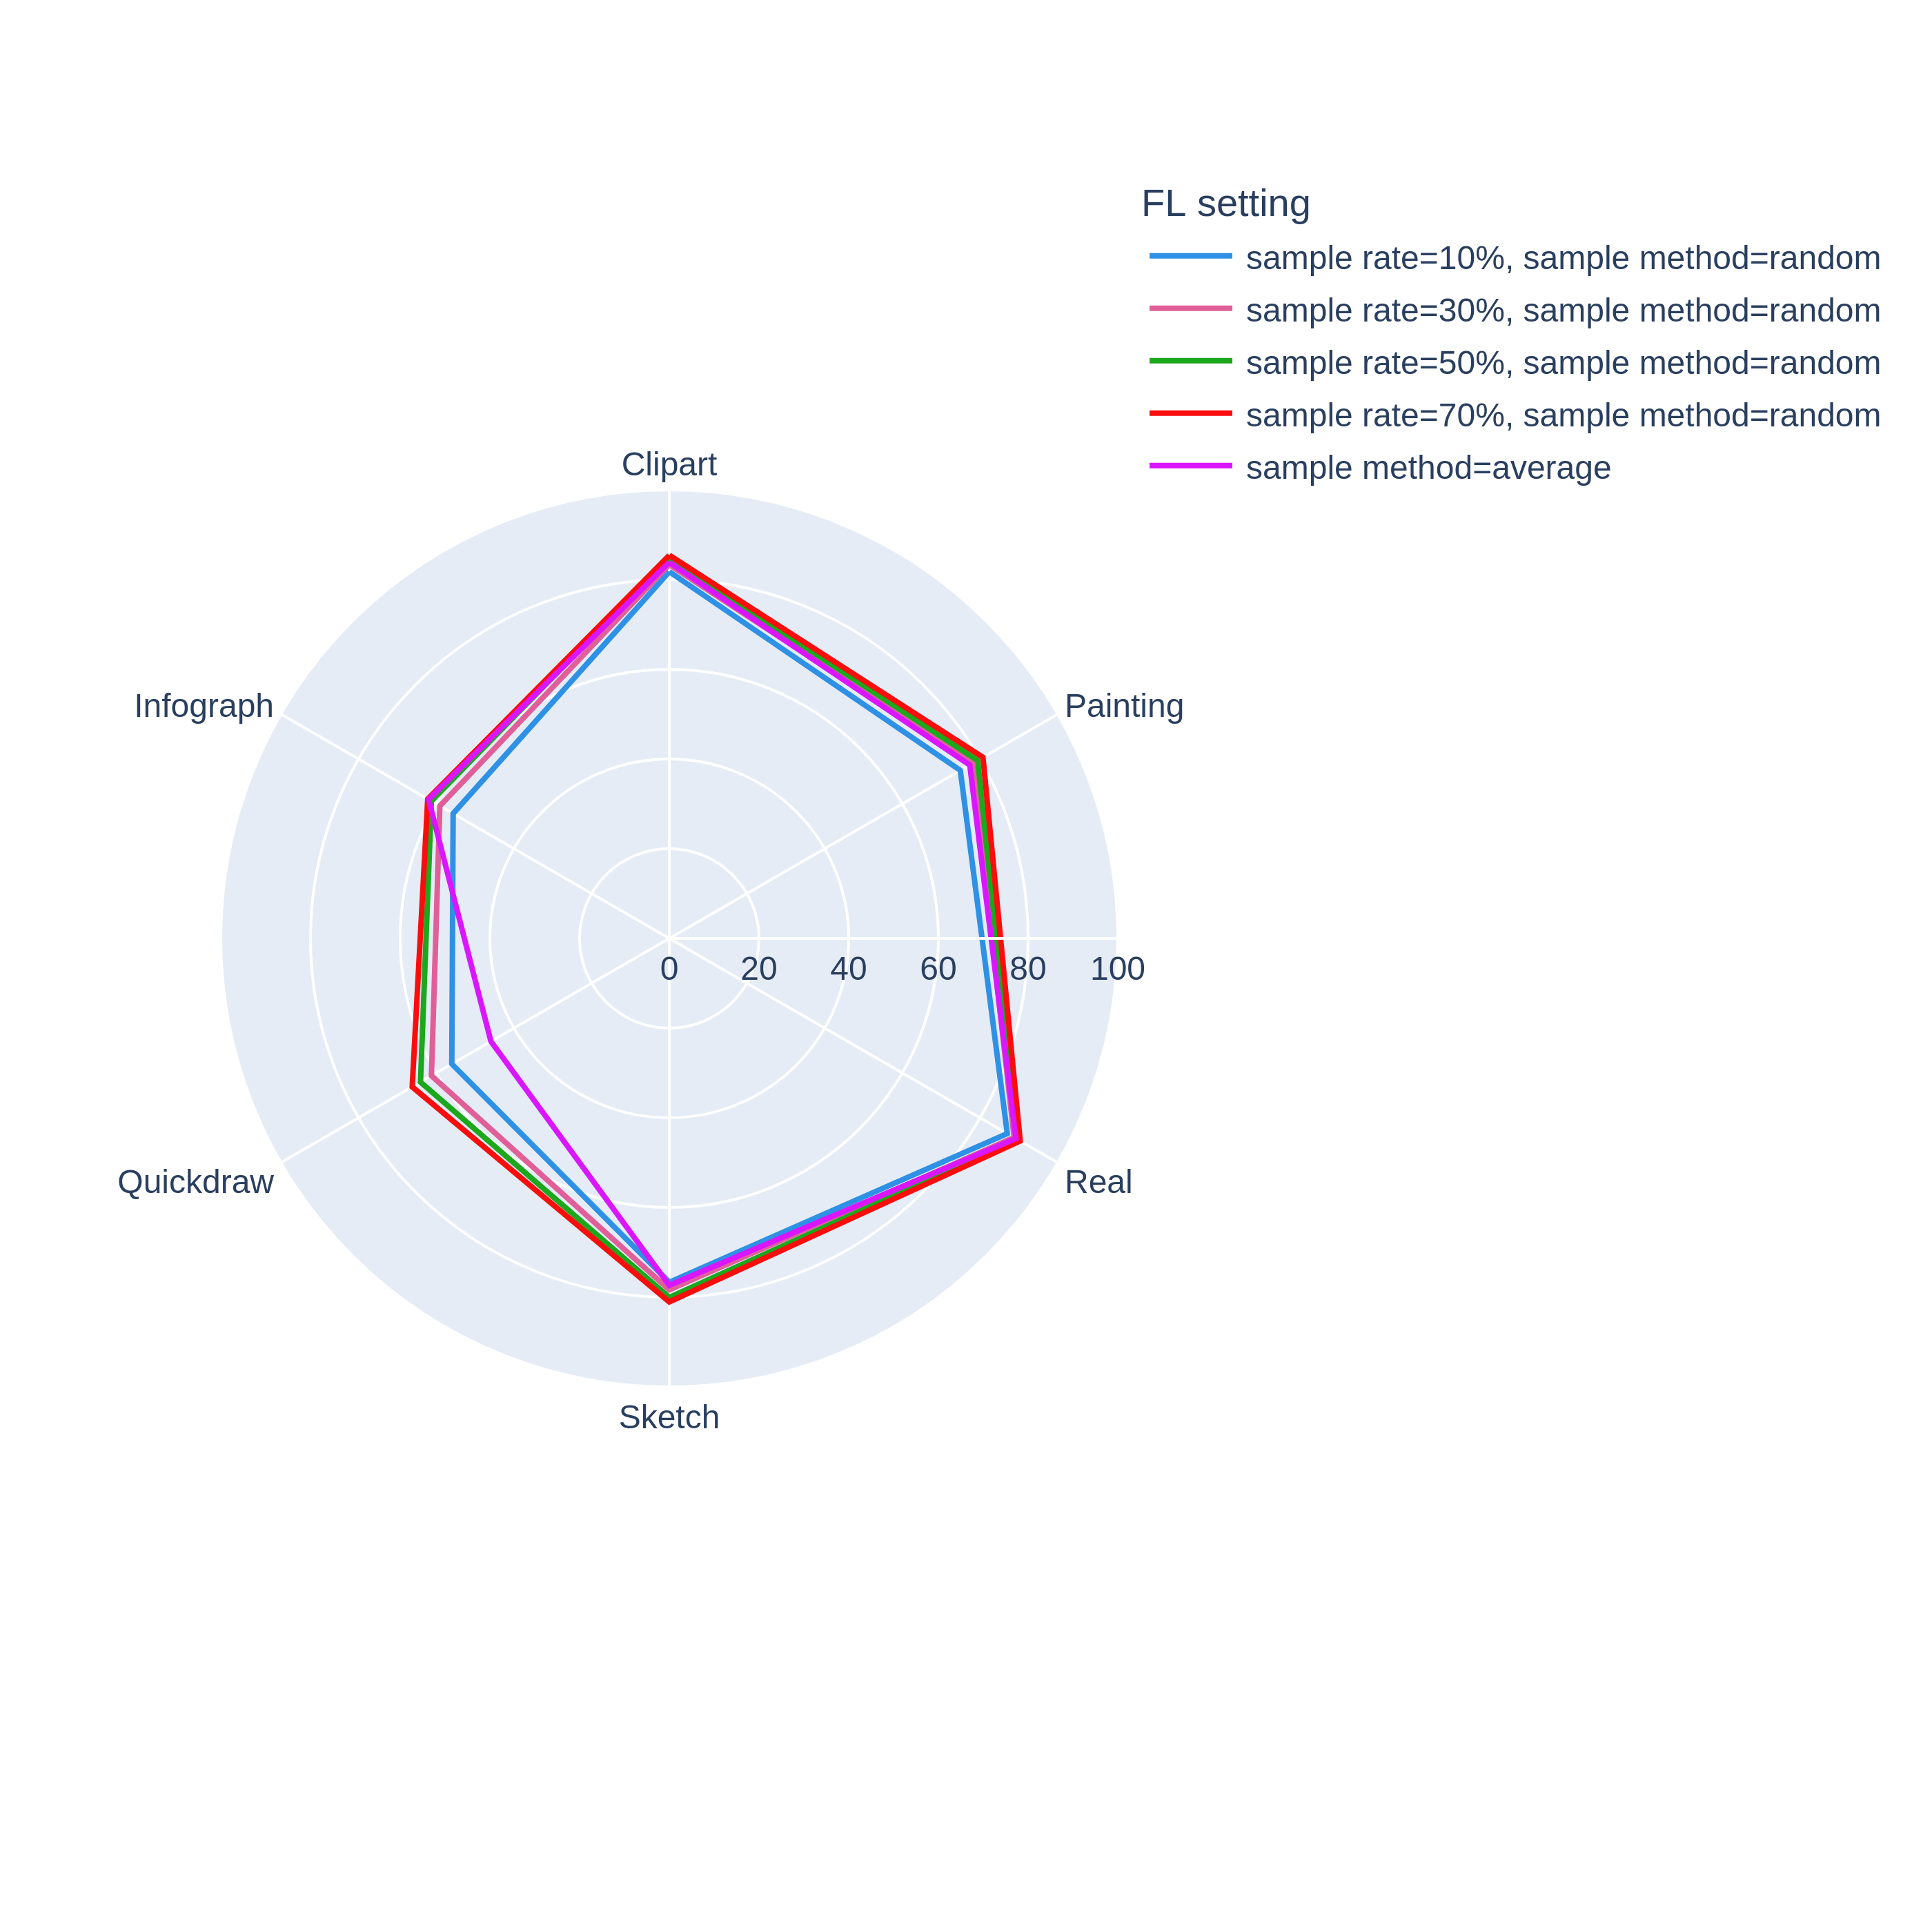 FL setting
sample rate=10%, sample method=random
sample rate=30%, sample method=random
sample rate=50%, sample method=random
sample rate=70%, sample method=random
sample method=average
Clipart
Infograph
Painting
0 20 40 60 80 100
Quickdraw
Real
Sketch